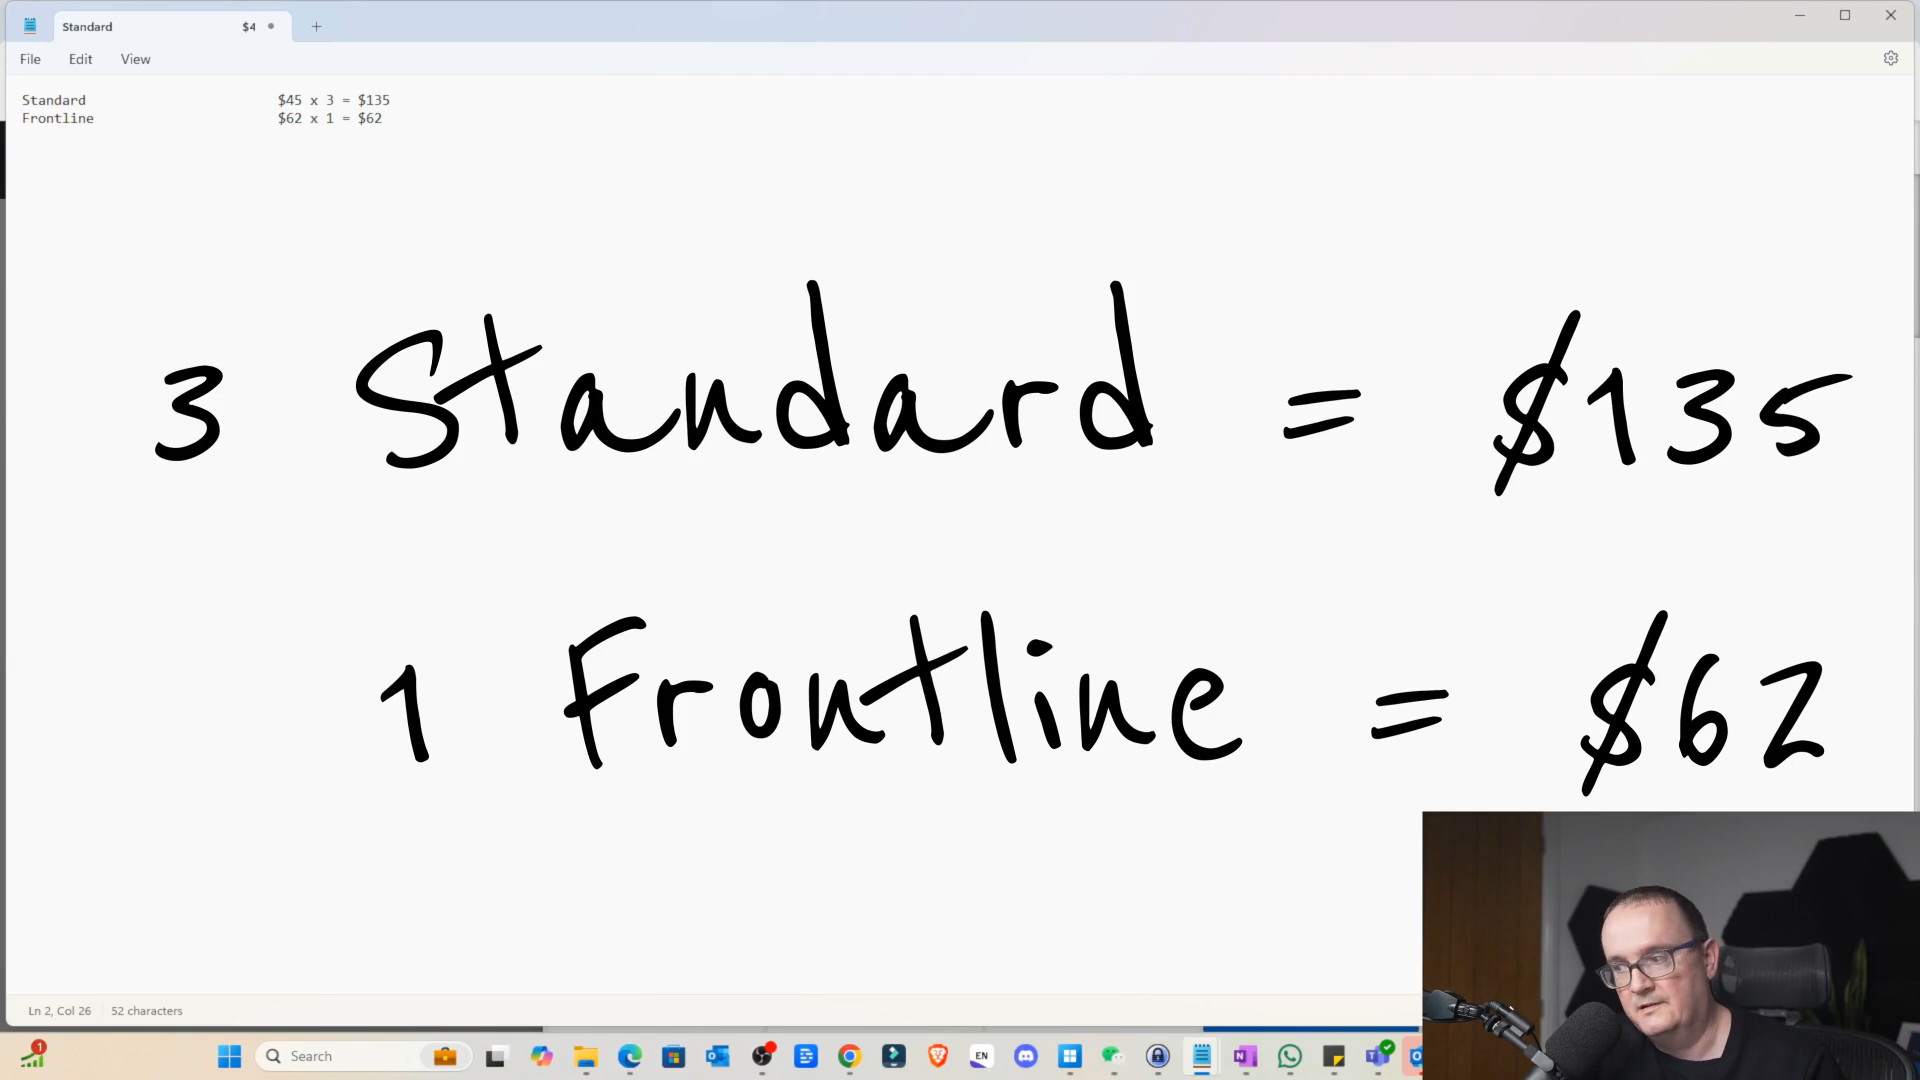 Standard $4
File Edit View
Standard $45 x 3 = $135
Frontline $62 x 1 = $62
3 Standard = $135
1 Frontline = $62
Ln 2, Col 26 52 characters
1 Search EN